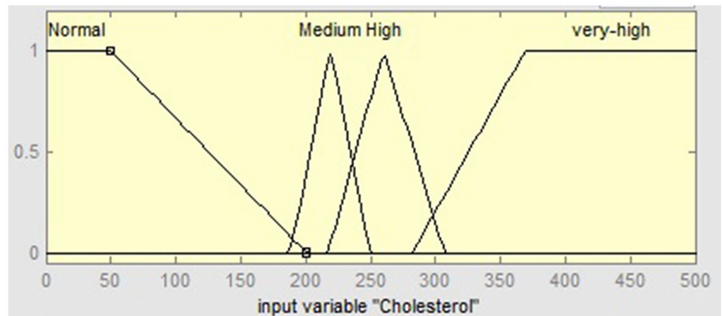 Normal Medium High very-high
1
0.5
0
0 50 100 150 200 250 300 350 400 450 500
input variable "Cholesterol"